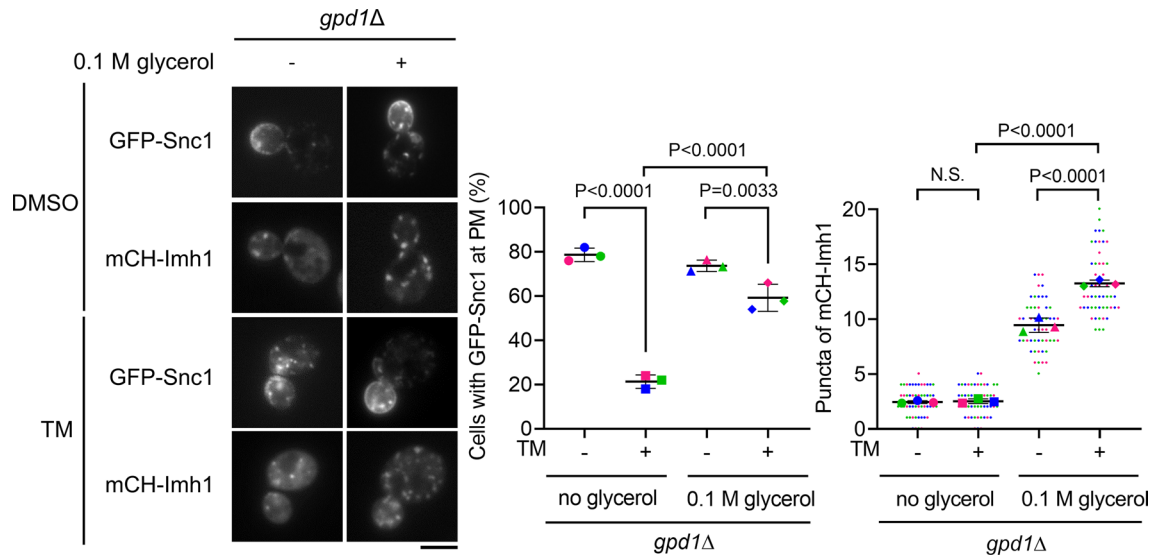 gpd1Δ
0.1 M glycerol - +
DMSO
GFP-Snc1
mCH-Imh1
TM
GFP-Snc1
mCH-Imh1
Cells with GFP-Snc1 at PM (%)
P<0.0001
P<0.0001 P=0.0033
100
80
60
40
20
0
TM - + - +
no glycerol 0.1 M glycerol
gpd1Δ
Puncta of mCH-Imh1
P<0.0001
N.S. P<0.0001
20
15
10
5
0
TM - + - +
no glycerol 0.1 M glycerol
gpd1Δ